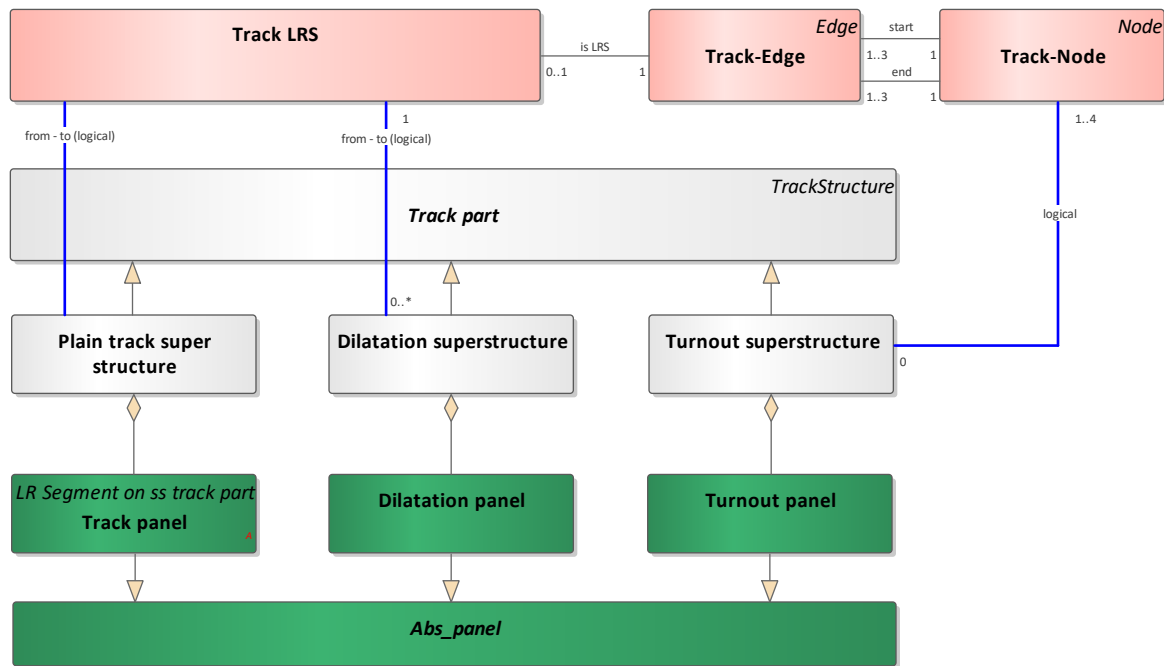 Track LRS
is LRS
0..1
1
Edge
Track-Edge
start
1..3
1
end
1..3
1
Node
Track-Node
from - to (logical)
1
from - to (logical)
1..4
TrackStructure
Track part
logical
0..*
Plain track super
structure
Dilatation superstructure
Turnout superstructure
0
LR Segment on ss track part
Track panel
A
Dilatation panel
Turnout panel
Abs_panel